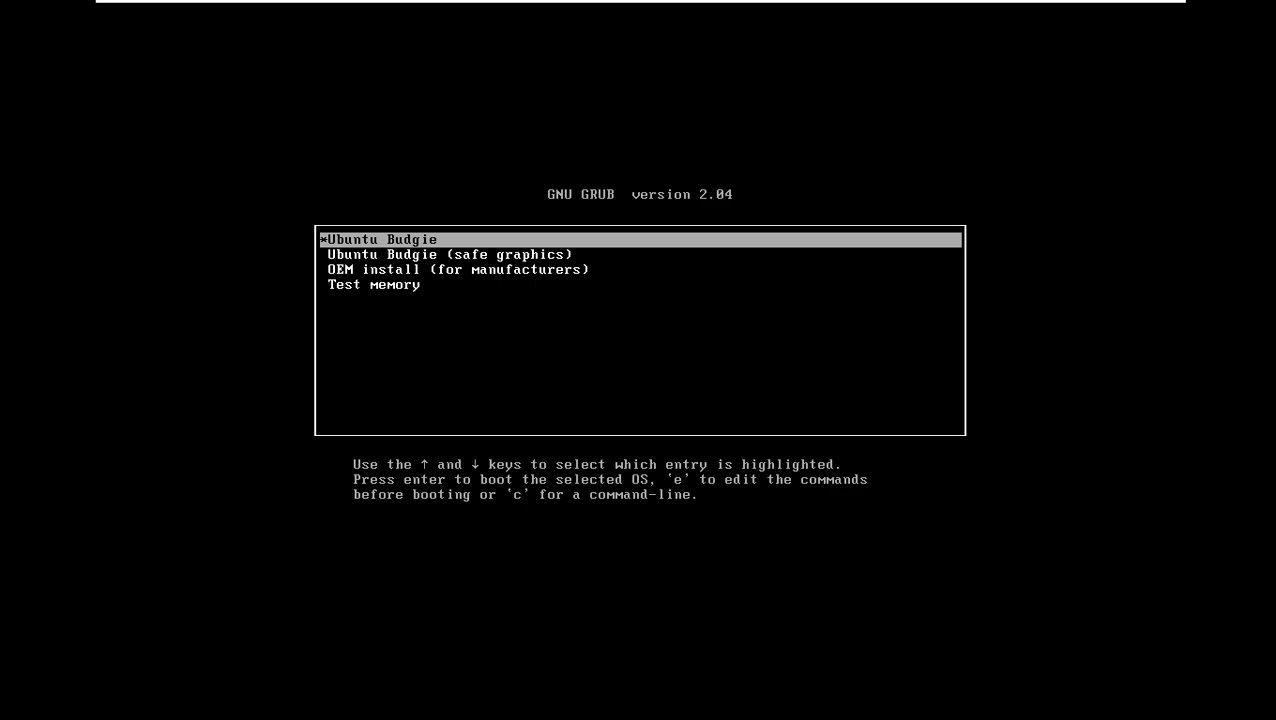 GNU GRUB  version 2.04
*Ubuntu Budgie
Ubuntu Budgie (safe graphics)
OEM install (for manufacturers)
Test memory
Use the ↑ and ↓ keys to select which entry is highlighted.
Press enter to boot the selected OS, `e' to edit the commands
before booting or `c' for a command-line.